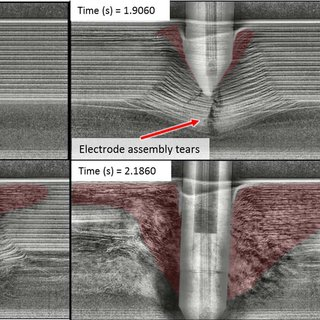 Time (s) = 1.9060
Electrode assembly tears
Time (s) = 2.1860